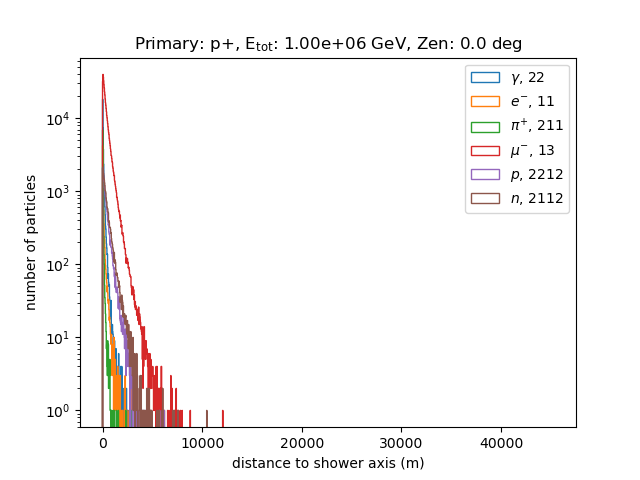 Primary: p+, E_tot: 1.00e+06 GeV, Zen: 0.0 deg
γ, 22
e⁻, 11
π⁺, 211
μ⁻, 13
p, 2212
n, 2112
number of particles
10⁴
10³
10²
10¹
10⁰
0 10000 20000 30000 40000
distance to shower axis (m)